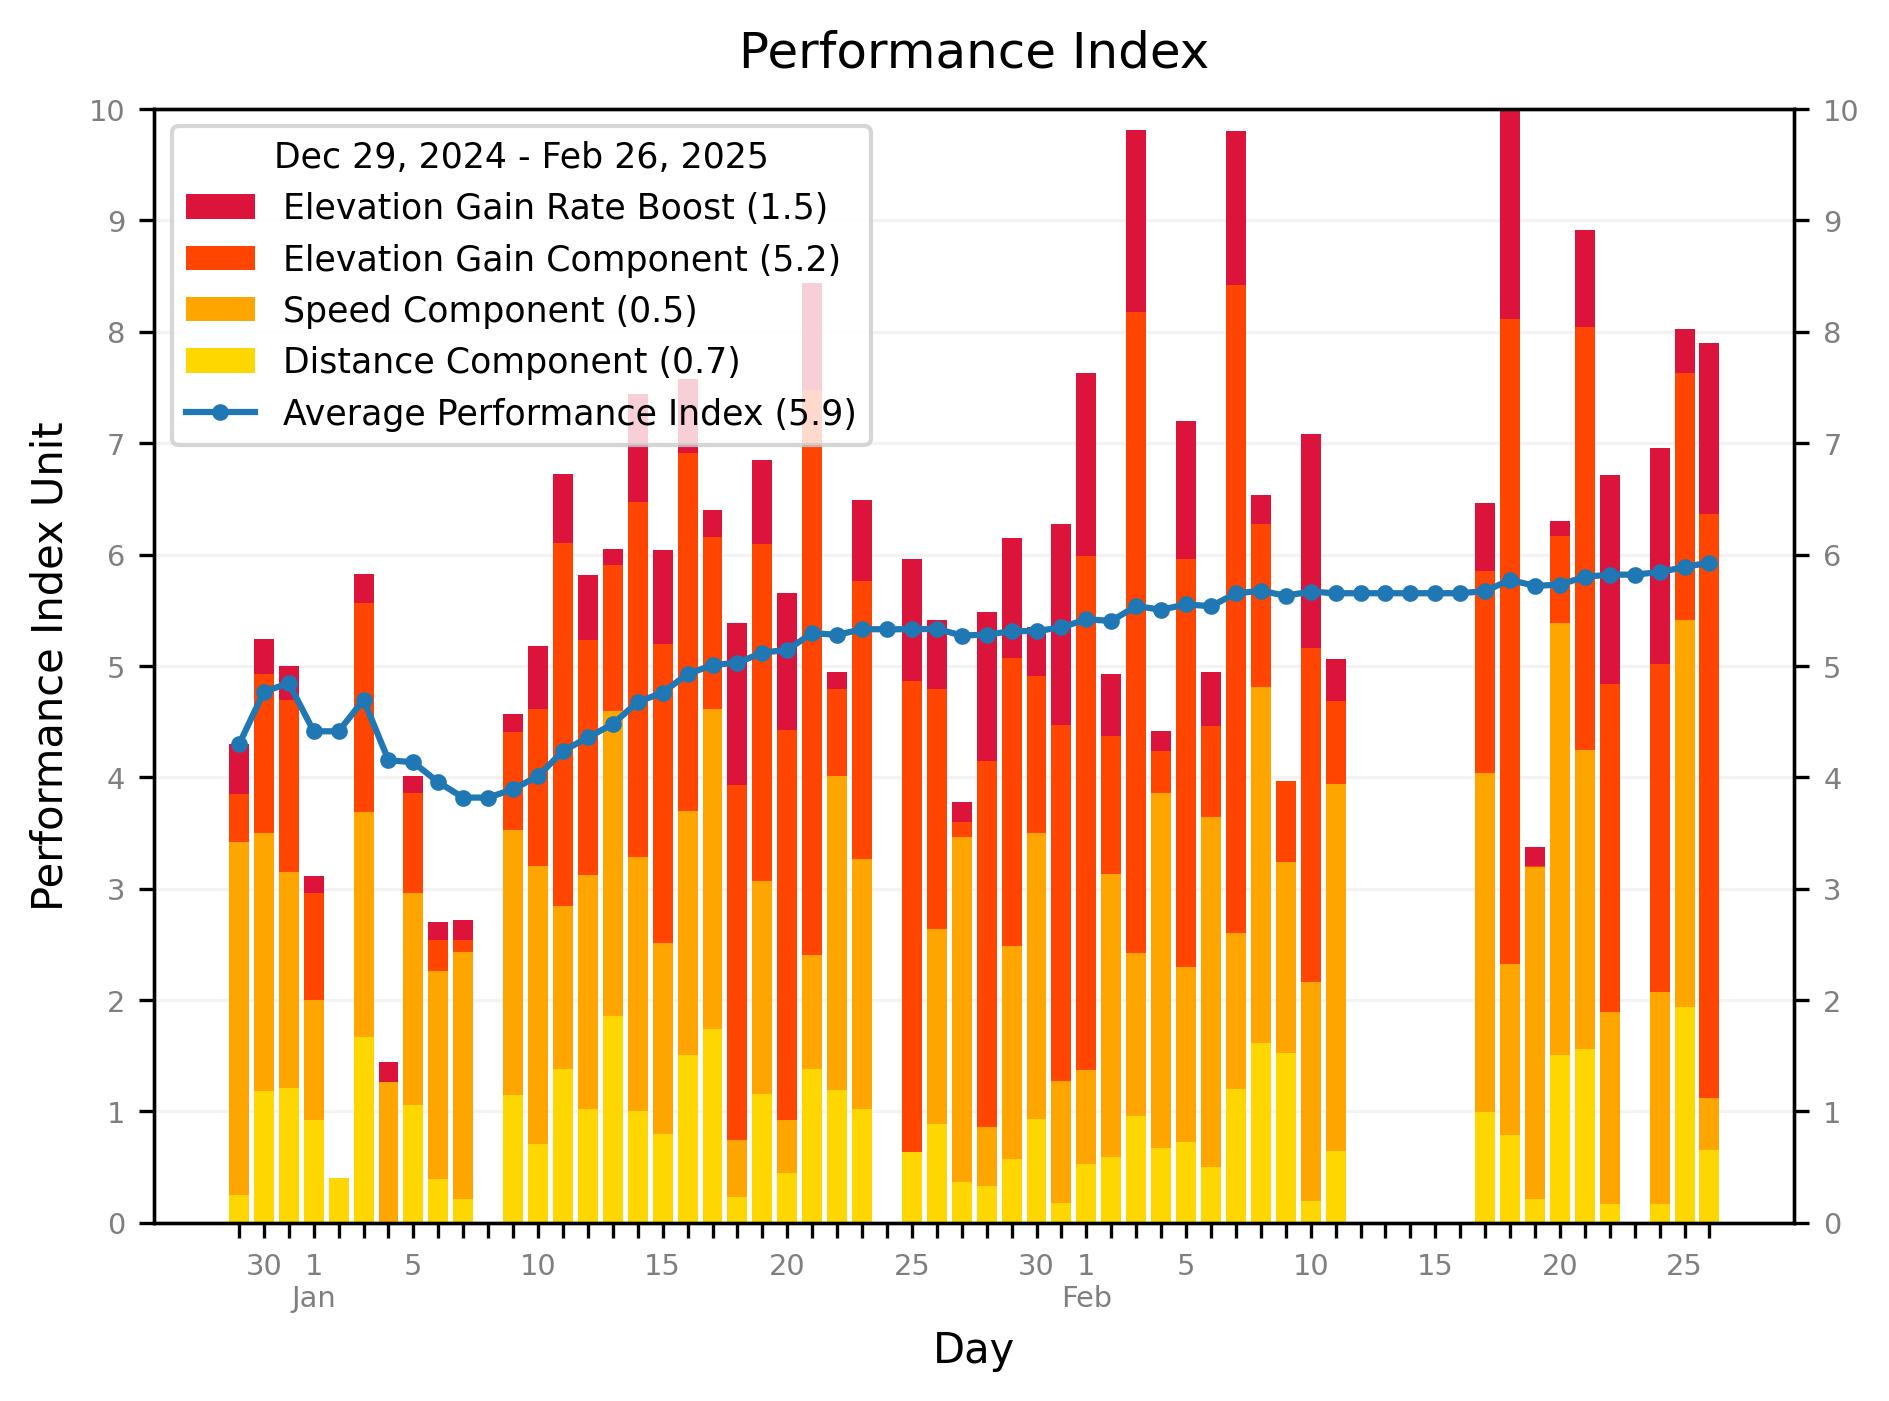 Performance Index
Dec 29, 2024 - Feb 26, 2025
Elevation Gain Rate Boost (1.5)
Elevation Gain Component (5.2)
Speed Component (0.5)
Distance Component (0.7)
Average Performance Index (5.9)
Performance Index Unit
10
9
8
7
6
5
4
3
2
1
0
10
9
8
7
6
5
4
3
2
1
0
30 1 5 10 15 20 25 30 1 5 10 15 20 25
Jan Feb
Day